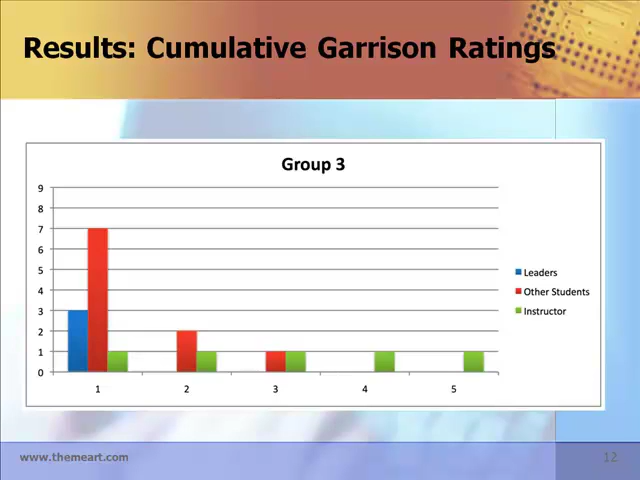 Results: Cumulative Garrison Ratings
Group 3
9
8
7
6
5
4
3
2
1
0
1 2 3 4 5
Leaders
Other Students
Instructor
www.themeart.com
12